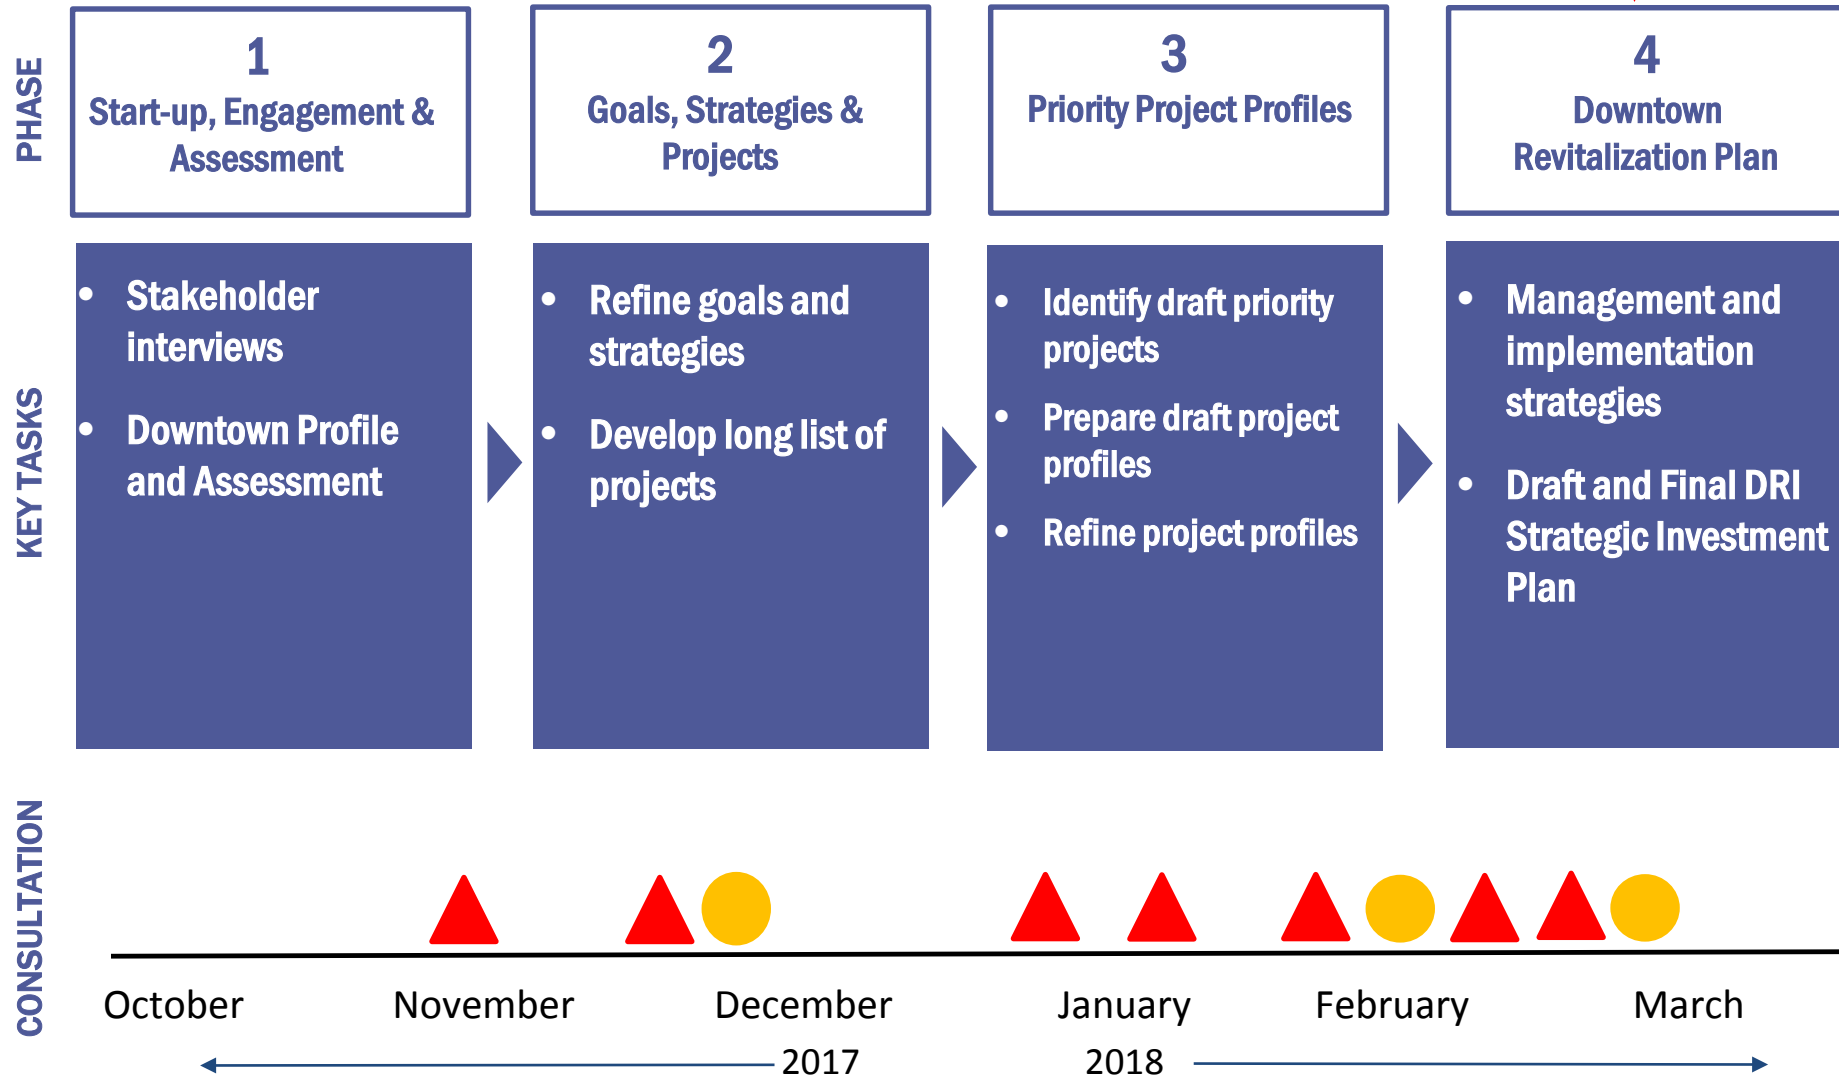 PHASE
1
Start-up, Engagement &
Assessment
2
Goals, Strategies &
Projects
3
Priority Project Profiles
4
Downtown
Revitalization Plan
KEY TASKS
• Stakeholder
interviews
• Downtown Profile
and Assessment
• Refine goals and
strategies
• Develop long list of
projects
• Identify draft priority
projects
• Prepare draft project
profiles
• Refine project profiles
• Management and
implementation
strategies
• Draft and Final DRI
Strategic Investment
Plan
CONSULTATION
October
November
December
January
February
March
2017
2018